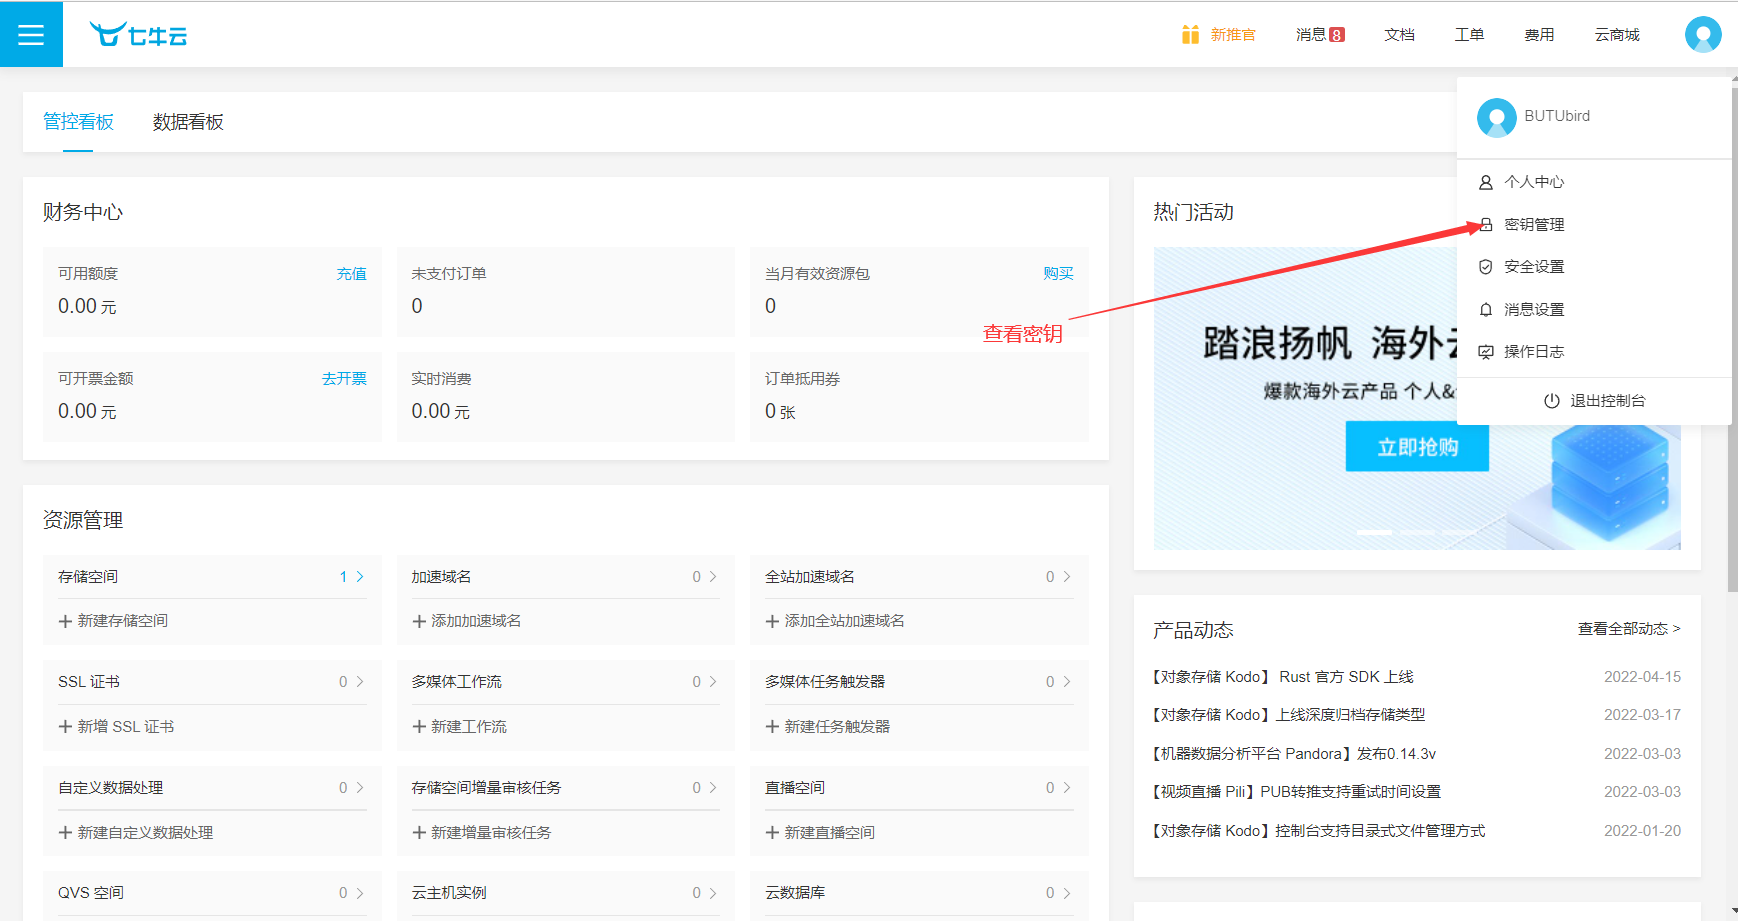 七牛云
新推官
消息 8
文档
工单
费用
云商城
管控看板
数据看板
BUTUbird
个人中心
密钥管理
安全设置
消息设置
操作日志
退出控制台
财务中心
可用额度
充值
0.00 元
未支付订单
0
当月有效资源包
购买
0
查看密钥
可开票金额
去开票
0.00 元
实时消费
0.00 元
订单抵用券
0 张
热门活动
踏浪扬帆 海外云
爆款海外云产品 个人&
立即抢购
资源管理
存储空间
1 >
+ 新建存储空间
加速域名
0 >
+ 添加加速域名
全站加速域名
0 >
+ 添加全站加速域名
SSL 证书
0 >
+ 新增 SSL 证书
多媒体工作流
0 >
+ 新建工作流
多媒体任务触发器
0 >
+ 新建任务触发器
自定义数据处理
0 >
+ 新建自定义数据处理
存储空间增量审核任务
0 >
+ 新建增量审核任务
直播空间
0 >
+ 新建直播空间
QVS 空间
0 >
云主机实例
0 >
云数据库
0 >
产品动态
查看全部动态 >
【对象存储 Kodo】 Rust 官方 SDK 上线
2022-04-15
【对象存储 Kodo】上线深度归档存储类型
2022-03-17
【机器数据分析平台 Pandora】发布0.14.3v
2022-03-03
【视频直播 Pili】PUB转推支持重试时间设置
2022-03-03
【对象存储 Kodo】控制台支持目录式文件管理方式
2022-01-20